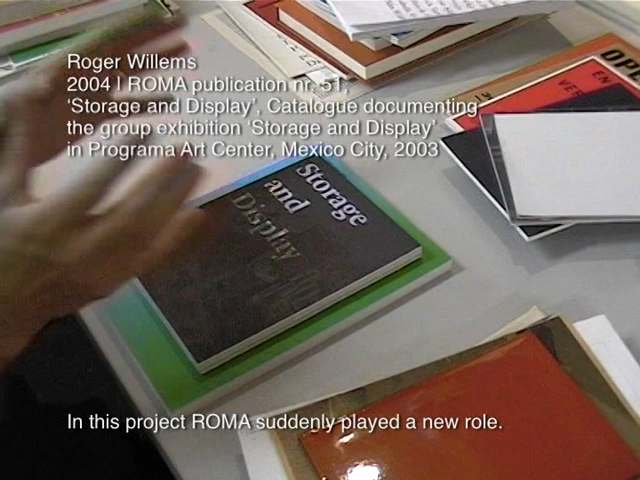 Roger Willems
2004 | ROMA publication nr. 51,
‘Storage and Display’, Catalogue documenting
the group exhibition ‘Storage and Display’
in Programa Art Center, Mexico City, 2003
Storage
and
Display
In this project ROMA suddenly played a new role.